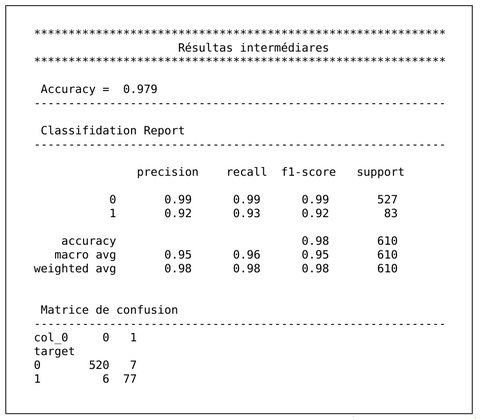 ************************************************************
Résultas intermédiares
************************************************************
Accuracy =  0.979
------------------------------------------------------------
Classifidation Report
------------------------------------------------------------
precision    recall  f1-score   support
0       0.99      0.99      0.99       527
1       0.92      0.93      0.92        83
accuracy                           0.98       610
macro avg       0.95      0.96      0.95       610
weighted avg       0.98      0.98      0.98       610
Matrice de confusion
------------------------------------------------------------
col_0     0   1
target
0       520   7
1         6  77